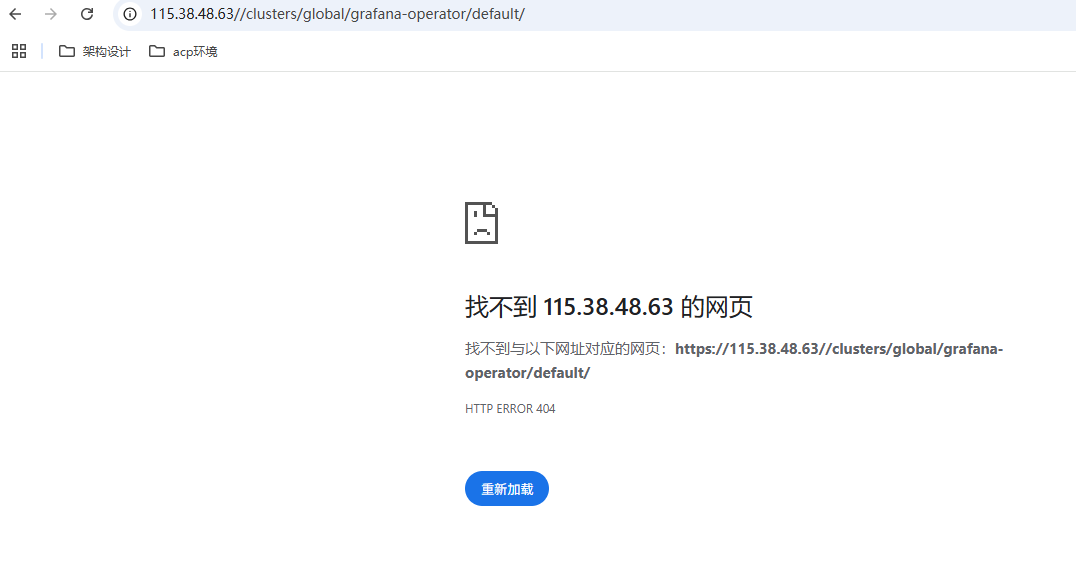 115.38.48.63//clusters/global/grafana-operator/default/
架构设计 acp环境
找不到 115.38.48.63 的网页
找不到与以下网址对应的网页：https://115.38.48.63//clusters/global/grafana-
operator/default/
HTTP ERROR 404
重新加载